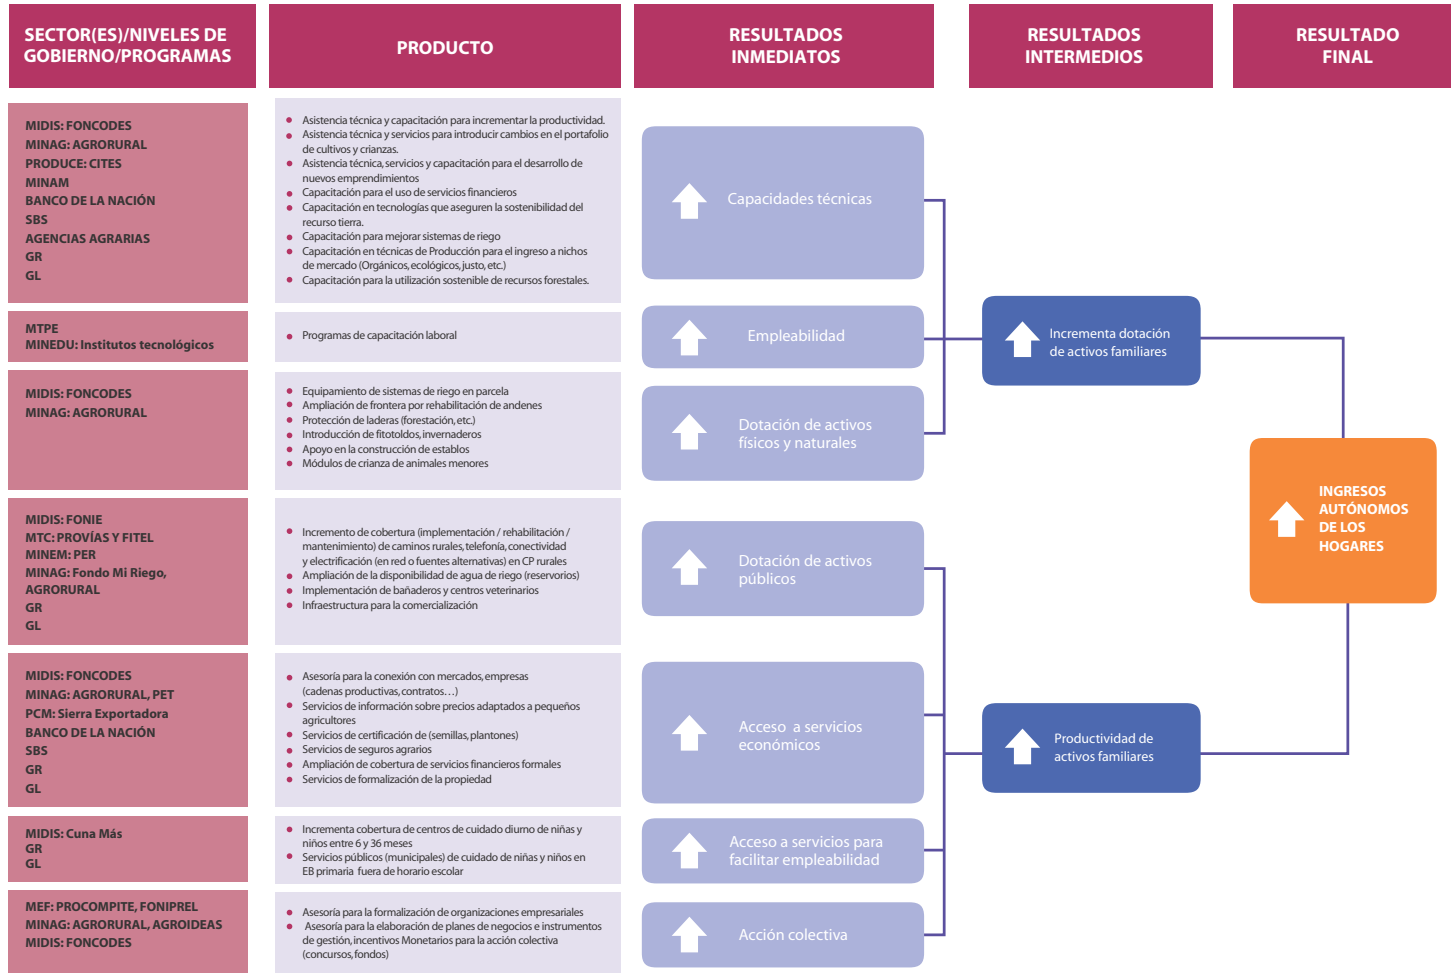 SECTOR(ES)/NIVELES DE
GOBIERNO/PROGRAMAS
PRODUCTO
RESULTADOS
INMEDIATOS
RESULTADOS
INTERMEDIOS
RESULTADO
FINAL
MIDIS: FONCODES
MINAG: AGRORURAL
PRODUCE: CITES
MINAM
BANCO DE LA NACIÓN
SBS
AGENCIAS AGRARIAS
GR
GL
Asistencia técnica y capacitación para incrementar la productividad.
Asistencia técnica y servicios para introducir cambios en el portafolio
de cultivos y crianzas.
Asistencia técnica, servicios y capacitación para el desarrollo de
nuevos emprendimientos
Capacitación para el uso de servicios financieros
Capacitación en tecnologías que aseguren la sostenibilidad del
recurso tierra.
Capacitación para mejorar sistemas de riego
Capacitación en técnicas de Producción para el ingreso a nichos
de mercado (Orgánicos, ecológicos, justo, etc.)
Capacitación para la utilización sostenible de recursos forestales.
Capacidades técnicas
MTPE
MINEDU: Institutos tecnológicos
Programas de capacitación laboral
Empleabilidad
Incrementa dotación
de activos familiares
MIDIS: FONCODES
MINAG: AGRORURAL
Equipamiento de sistemas de riego en parcela
Ampliación de frontera por rehabilitación de andenes
Protección de laderas (forestación, etc.)
Introducción de fitotoldos, invernaderos
Apoyo en la construcción de establos
Módulos de crianza de animales menores
Dotación de activos
físicos y naturales
INGRESOS
AUTÓNOMOS
DE LOS
HOGARES
MIDIS: FONIE
MTC: PROVÍAS Y FITEL
MINEM: PER
MINAG: Fondo Mi Riego,
AGRORURAL
GR
GL
Incremento de cobertura (implementación / rehabilitación /
mantenimiento) de caminos rurales, telefonía, conectividad
y electrificación (en red o fuentes alternativas) en CP rurales
Ampliación de la disponibilidad de agua de riego (reservorios)
Implementación de bañaderos y centros veterinarios
Infraestructura para la comercialización
Dotación de activos
públicos
MIDIS: FONCODES
MINAG: AGRORURAL, PET
PCM: Sierra Exportadora
BANCO DE LA NACIÓN
SBS
GR
GL
Asesoría para la conexión con mercados, empresas
(cadenas productivas, contratos…)
Servicios de información sobre precios adaptados a pequeños
agricultores
Servicios de certificación de (semillas, plantones)
Servicios de seguros agrarios
Ampliación de cobertura de servicios financieros formales
Servicios de formalización de la propiedad
Acceso a servicios
económicos
Productividad de
activos familiares
MIDIS: Cuna Más
GR
GL
Incrementa cobertura de centros de cuidado diurno de niñas y
niños entre 6 y 36 meses
Servicios públicos (municipales) de cuidado de niñas y niños en
EB primaria fuera de horario escolar
Acceso a servicios para
facilitar empleabilidad
MEF: PROCOMPITE, FONIPREL
MINAG: AGRORURAL, AGROIDEAS
MIDIS: FONCODES
Asesoría para la formalización de organizaciones empresariales
Asesoría para la elaboración de planes de negocios e instrumentos
de gestión, incentivos Monetarios para la acción colectiva
(concursos, fondos)
Acción colectiva